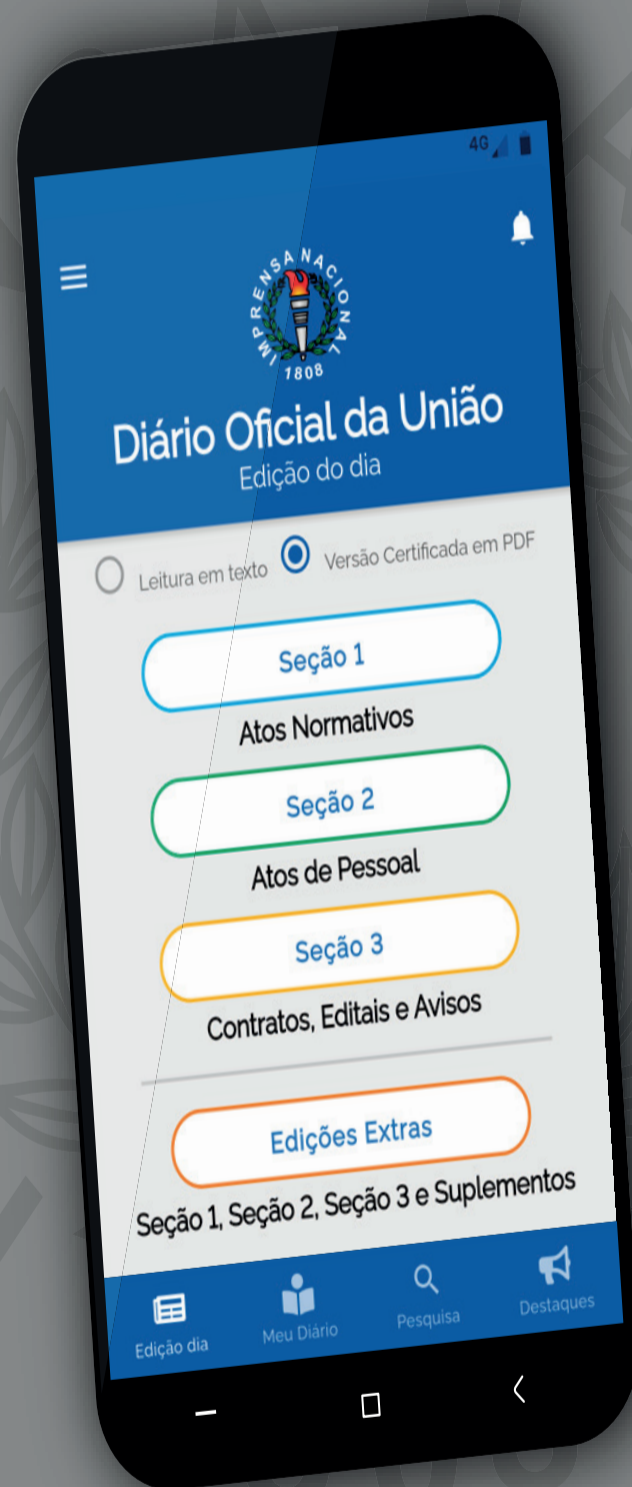 4G
IMPRENSA NACIONAL
1808
Diário Oficial da União
Edição do dia
Leitura em texto Versão Certificada em PDF
Seção 1
Atos Normativos
Seção 2
Atos de Pessoal
Seção 3
Contratos, Editais e Avisos
Edições Extras
Seção 1, Seção 2, Seção 3 e Suplementos
Edição dia Meu Diário Pesquisa Destaques